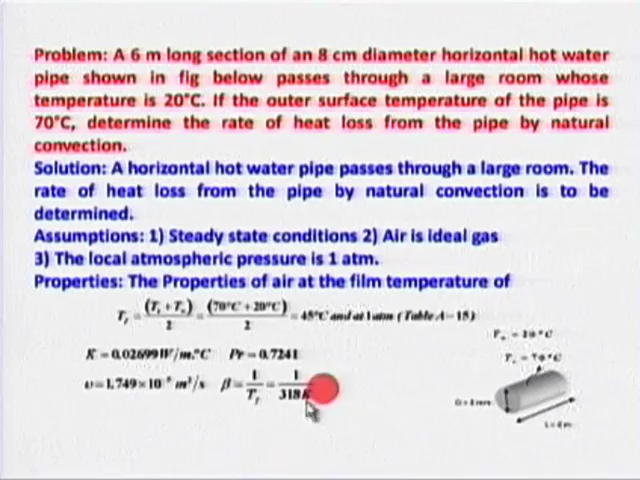 Problem: A 6 m long section of an 8 cm diameter horizontal hot water
pipe shown in fig below passes through a large room whose
temperature is 20°C. If the outer surface temperature of the pipe is
70°C, determine the rate of heat loss from the pipe by natural
convection.
Solution: A horizontal hot water pipe passes through a large room. The
rate of heat loss from the pipe by natural convection is to be
determined.
Assumptions: 1) Steady state conditions 2) Air is ideal gas
3) The local atmospheric pressure is 1 atm.
Properties: The Properties of air at the film temperature of
T_f = (T_s + T_∞)/2 = (70°C + 20°C)/2 = 45°C and at 1 atm (Table A-15)
K = 0.02699 W/m.°C Pr = 0.7241
υ = 1.749 × 10⁻⁵ m²/s β = 1/T_f = 1/318K
T_∞ = 20°C
= 70°C